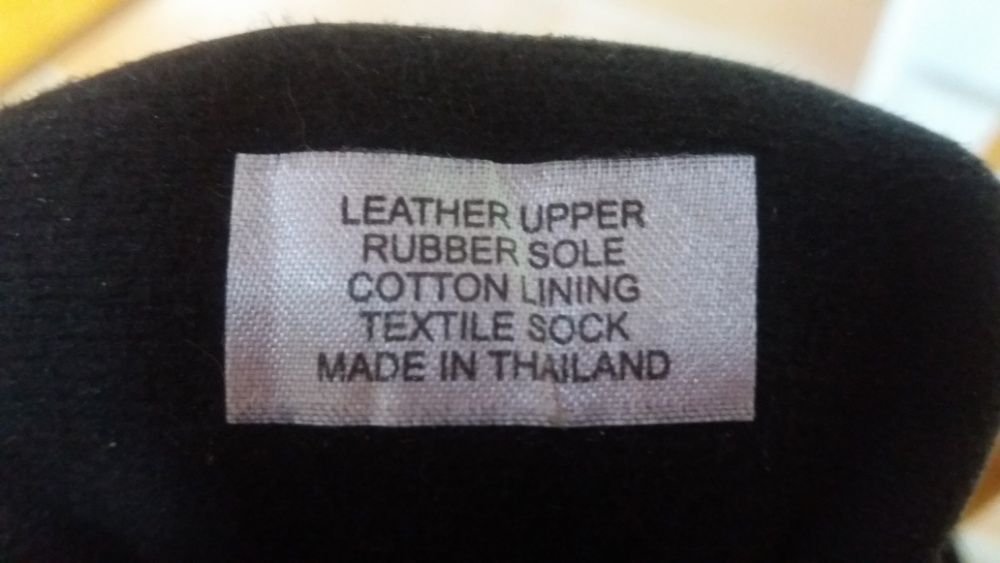 LEATHER UPPER
RUBBER SOLE
COTTON LINING
TEXTILE SOCK
MADE IN THAILAND